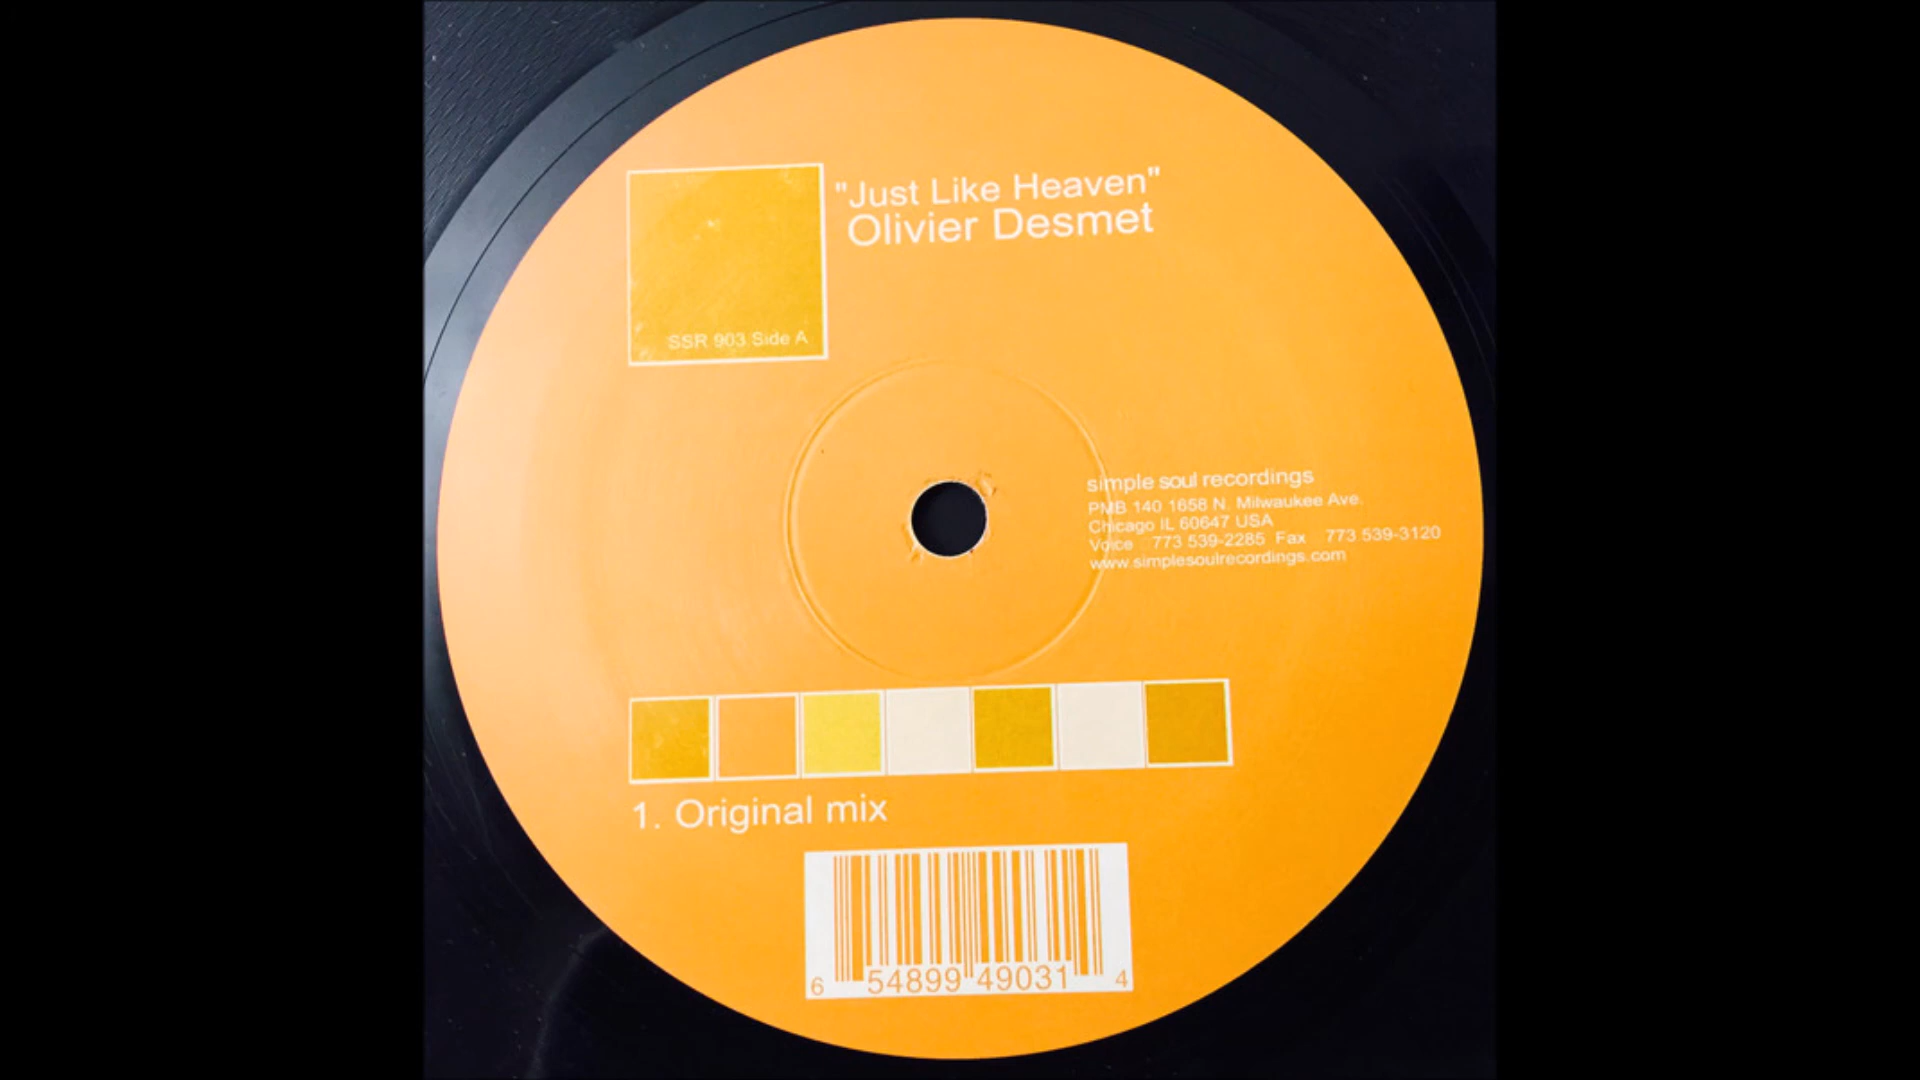 "Just Like Heaven"
Olivier Desmet
SSR 903 Side A
simple soul recordings
PMB 140 1658 N. Milwaukee Ave.
Chicago IL 60647 USA
Voice 773 539-2285 Fax 773 539-3120
www.simplesoulrecordings.com
1. Original mix
6 54899 49031 4